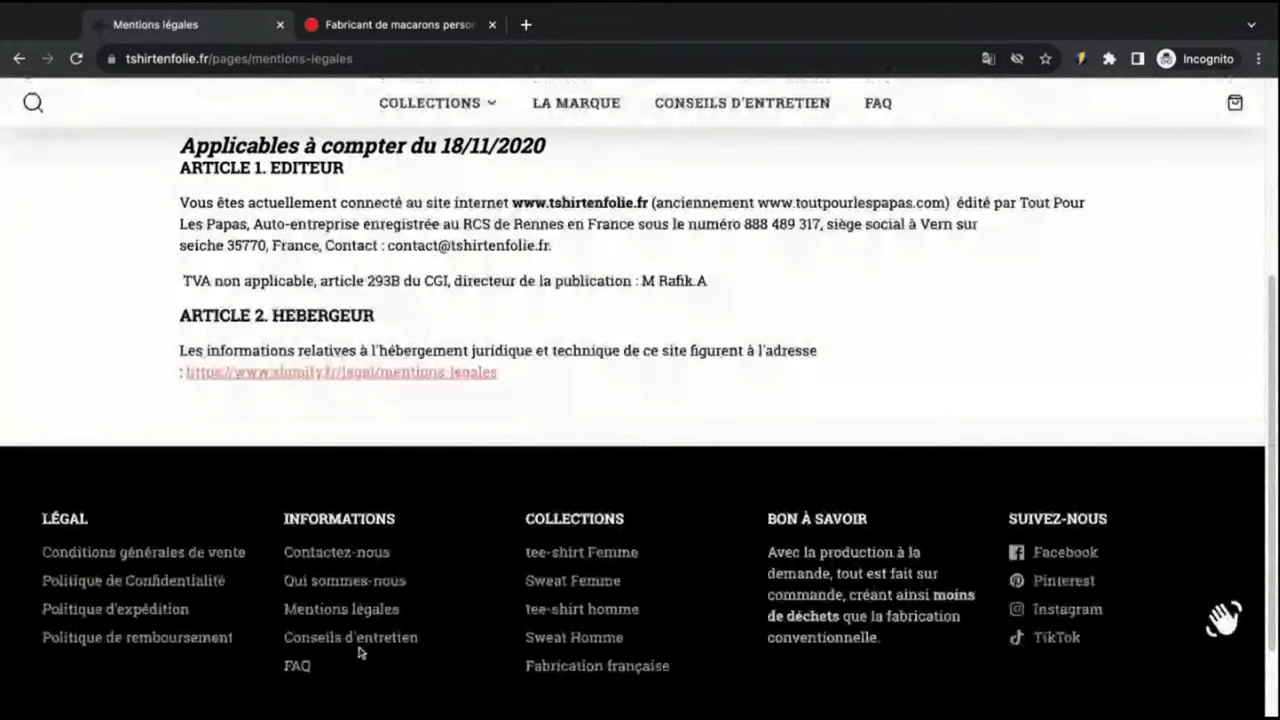 Mentions légales
Fabricant de macarons person
tshirtenfolie.fr/pages/mentions-legales
Incognito
COLLECTIONS
LA MARQUE
CONSEILS D'ENTRETIEN
FAQ
Applicables à compter du 18/11/2020
ARTICLE 1. EDITEUR
Vous êtes actuellement connecté au site internet www.tshirtenfolie.fr (anciennement www.toutpourlespapas.com) édité par Tout Pour
Les Papas, Auto-entreprise enregistrée au RCS de Rennes en France sous le numéro 888 489 317, siège social à Vern sur
seiche 35770, France, Contact : contact@tshirtenfolie.fr.
TVA non applicable, article 293B du CGI, directeur de la publication : M Rafik.A
ARTICLE 2. HEBERGEUR
Les informations relatives à l'hébergement juridique et technique de ce site figurent à l'adresse
: https://www.shopify.fr/legal/mentions-legales
LÉGAL
Conditions générales de vente
Politique de Confidentialité
Politique d'expédition
Politique de remboursement
INFORMATIONS
Contactez-nous
Qui sommes-nous
Mentions légales
Conseils d'entretien
FAQ
COLLECTIONS
tee-shirt Femme
Sweat Femme
tee-shirt homme
Sweat Homme
Fabrication française
BON À SAVOIR
Avec la production à la
demande, tout est fait sur
commande, créant ainsi moins
de déchets que la fabrication
conventionnelle.
SUIVEZ-NOUS
Facebook
Pinterest
Instagram
TikTok